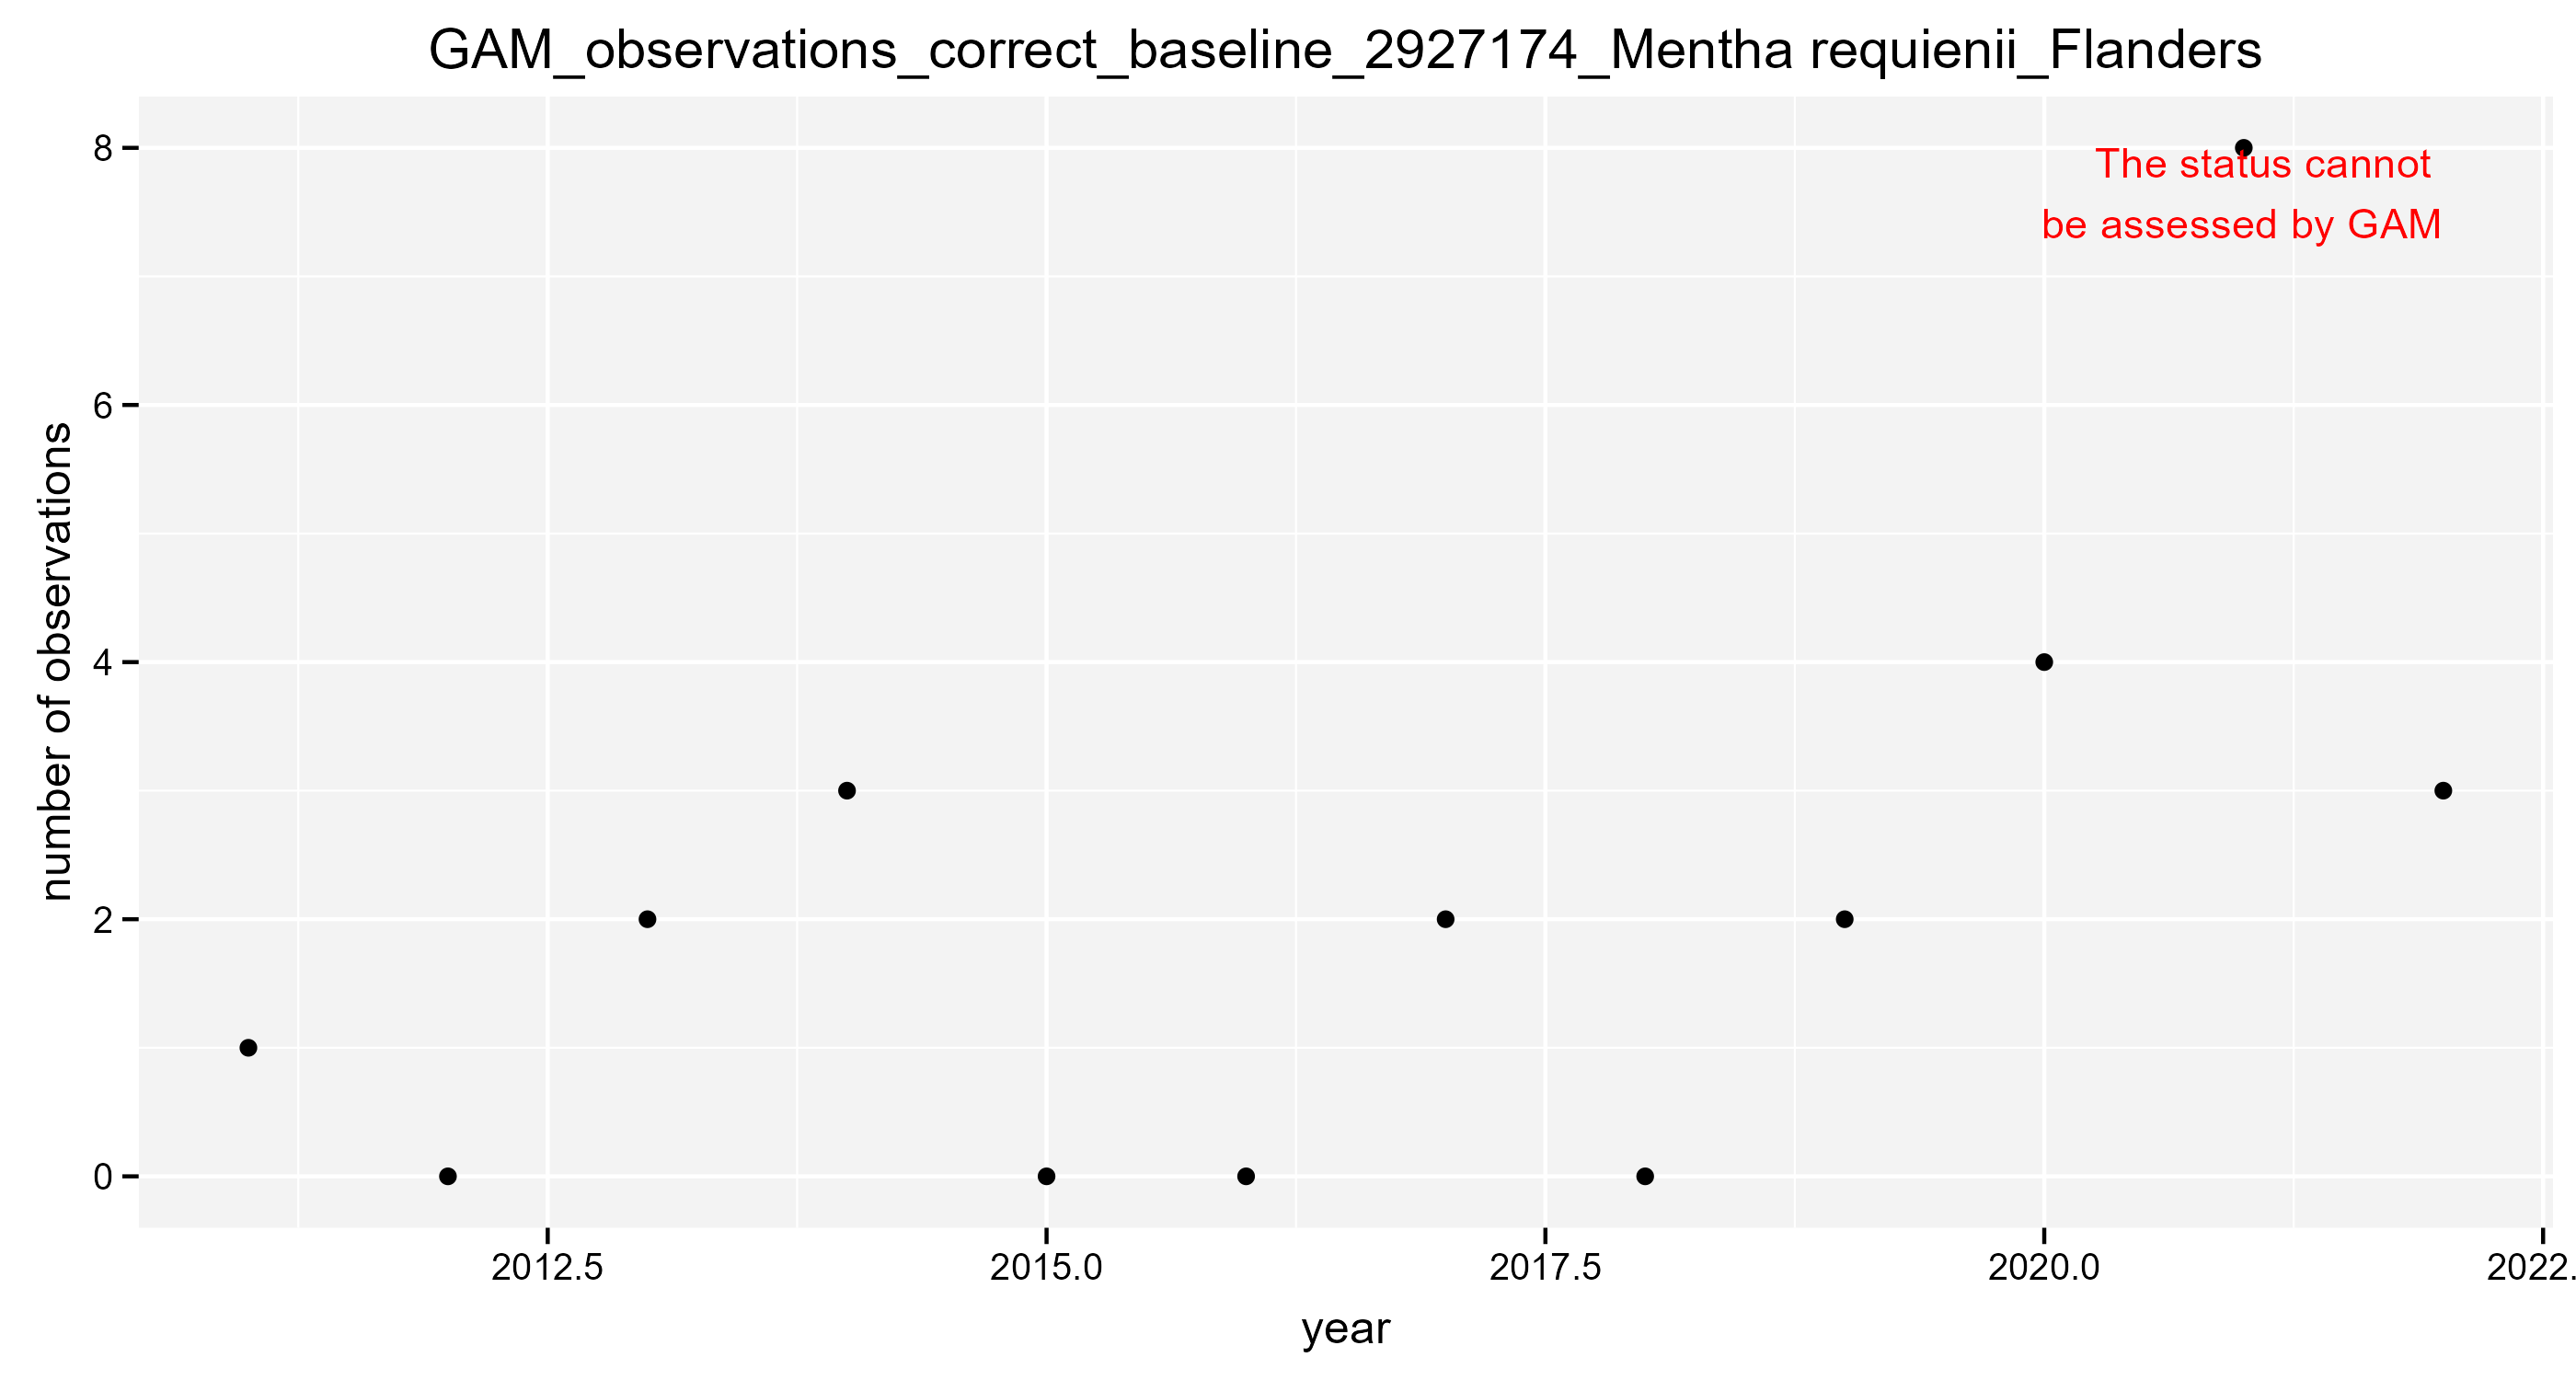 GAM_observations_correct_baseline_2927174_Mentha requienii_Flanders
8
The status cannot
be assessed by GAM
6
number of observations
4
2
0
2012.5
2015.0
2017.5
2020.0
2022.
year